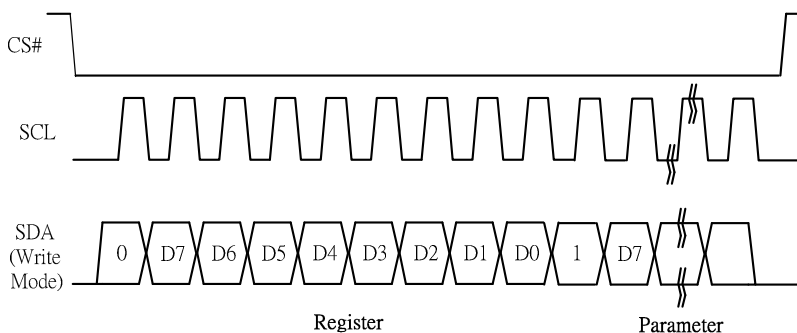 CS#
SCL
SDA
(Write
Mode)
0 D7 D6 D5 D4 D3 D2 D1 D0 1 D7
Register Parameter